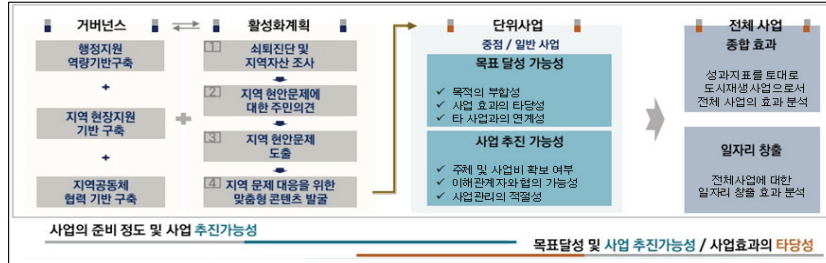 거버넌스
행정지원
역량기반구축
+
지역 현장지원
기반 구축
+
지역공동체
협력 기반 구축
+
활성화계획
1 쇠퇴진단 및
지역자산 조사
2 지역 현안문제에
대한 주민의견
3 지역 현안문제
도출
4 지역 문제 대응을 위한
맞춤형 콘텐츠 발굴
단위사업
중점 / 일반 사업
목표 달성 가능성
✓ 목적의 부합성
✓ 사업 효과의 타당성
✓ 타 사업과의 연계성
사업 추진 가능성
✓ 주체 및 사업비 확보 여부
✓ 이해관계자와 협의 가능성
✓ 사업관리의 적절성
전체 사업
종합 효과
성과지표를 토대로
도시재생사업으로서
전체 사업의 효과 분석
일자리 창출
전체사업에 대한
일자리 창출 효과 분석
사업의 준비 정도 및 사업 추진가능성
목표달성 및 사업 추진가능성 / 사업효과의 타당성